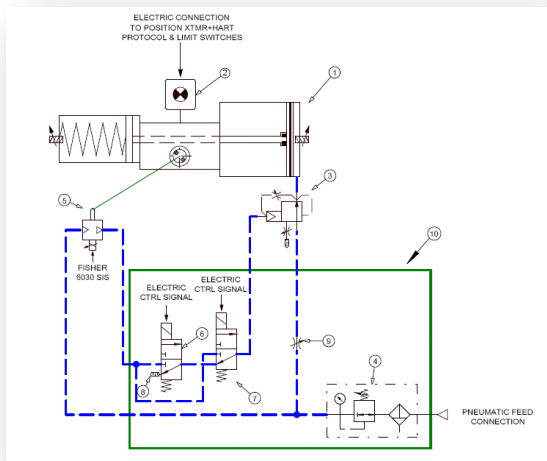 ELECTRIC CONNECTION
TO POSITION XTMR+HART
PROTOCOL & LIMIT SWITCHES
1
2
3
5
FISHER
6030 SIS
10
ELECTRIC
CTRL SIGNAL
ELECTRIC
CTRL SIGNAL
6
9
4
8
7
PNEUMATIC FEED
CONNECTION